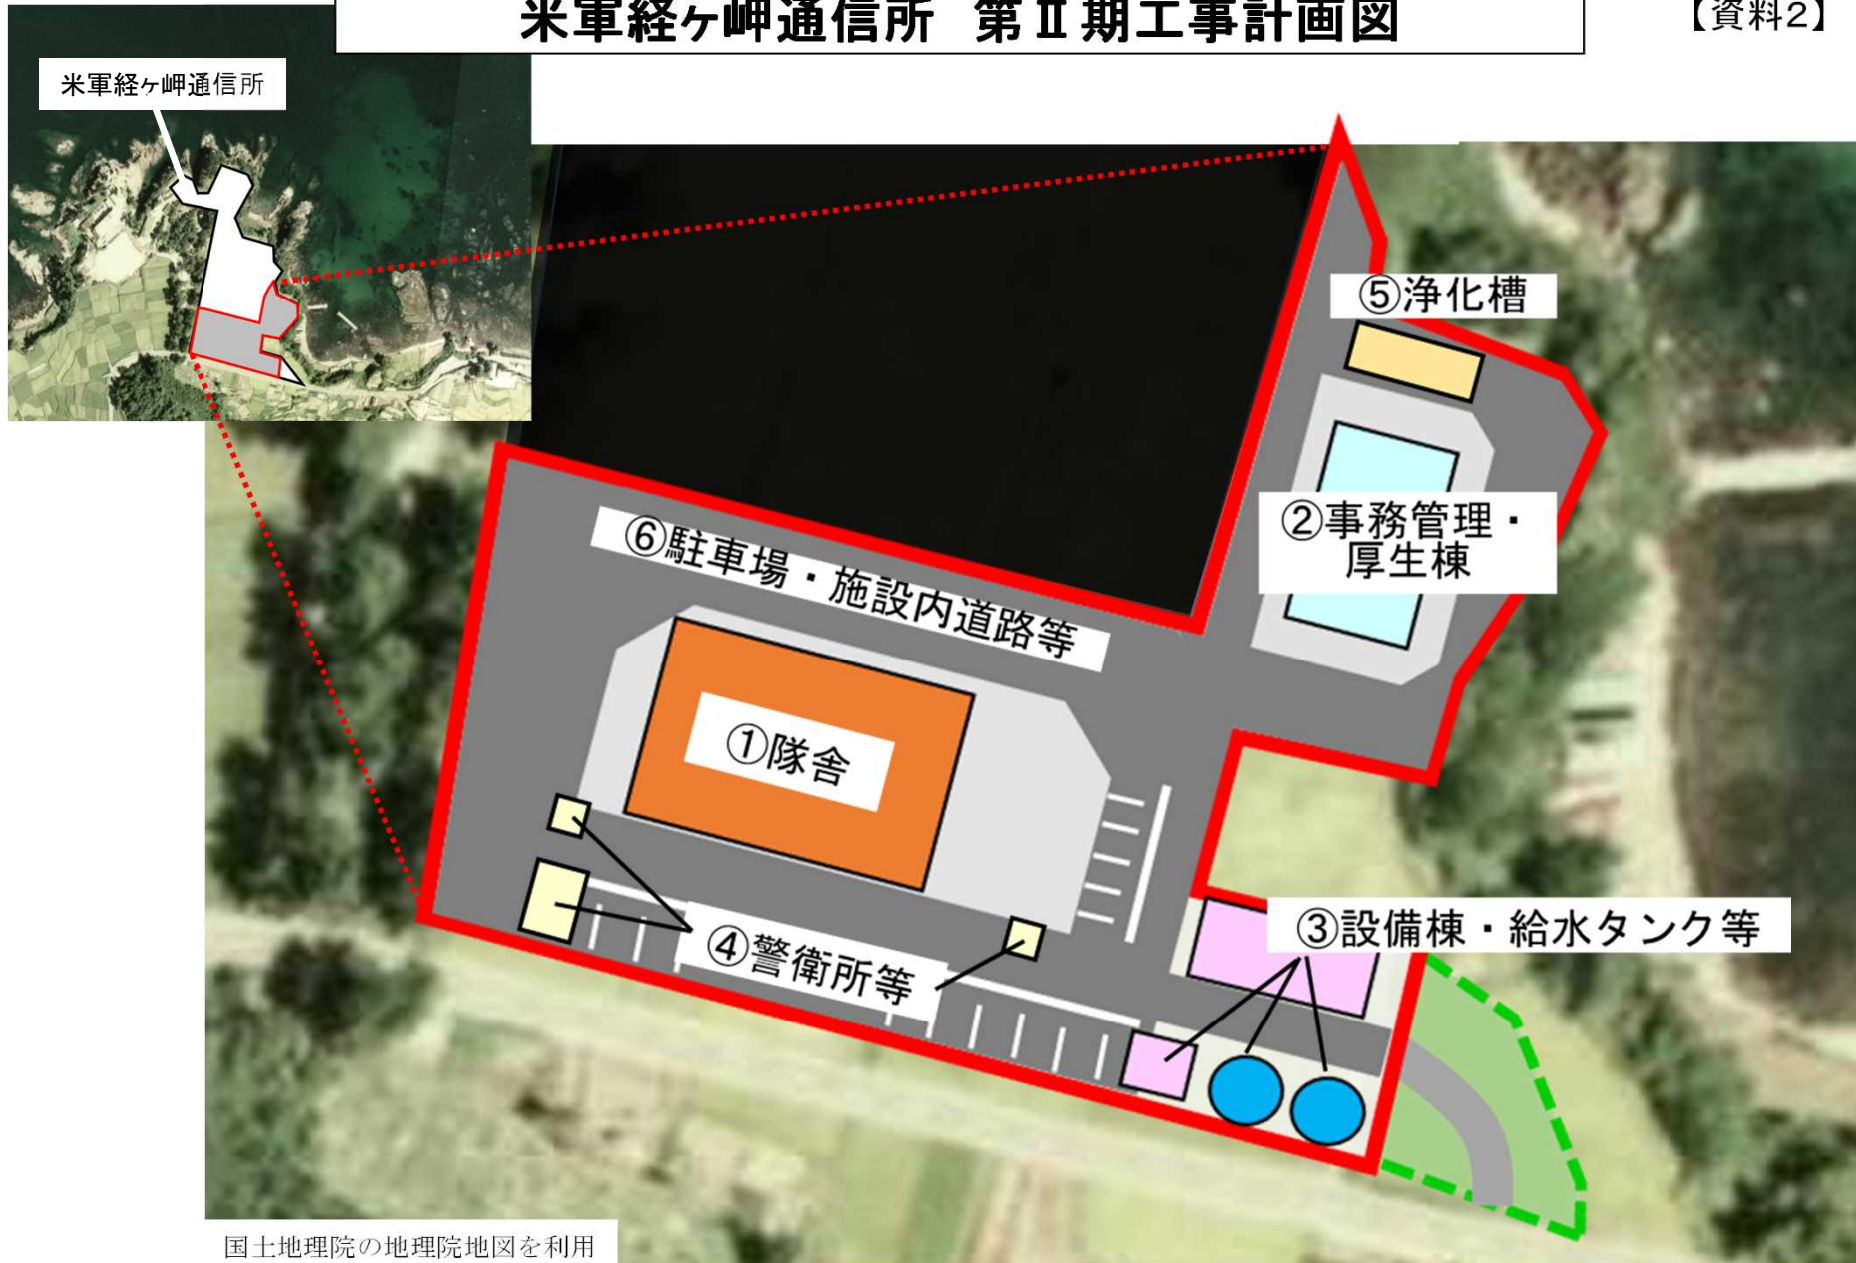 米軍経ヶ岬通信所 第Ⅱ期工事計画図
【資料2】
米軍経ヶ岬通信所
⑤浄化槽
②事務管理・
厚生棟
⑥駐車場・施設内道路等
①隊舎
③設備棟・給水タンク等
④警衛所等
国土地理院の地理院地図を利用